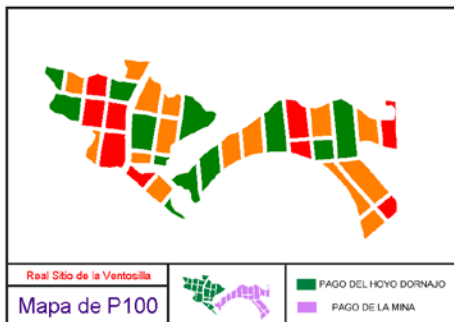 Real Sitio de la Ventosilla
Mapa de P100
PAGO DEL HOYO DORNAJO
PAGO DE LA MINA